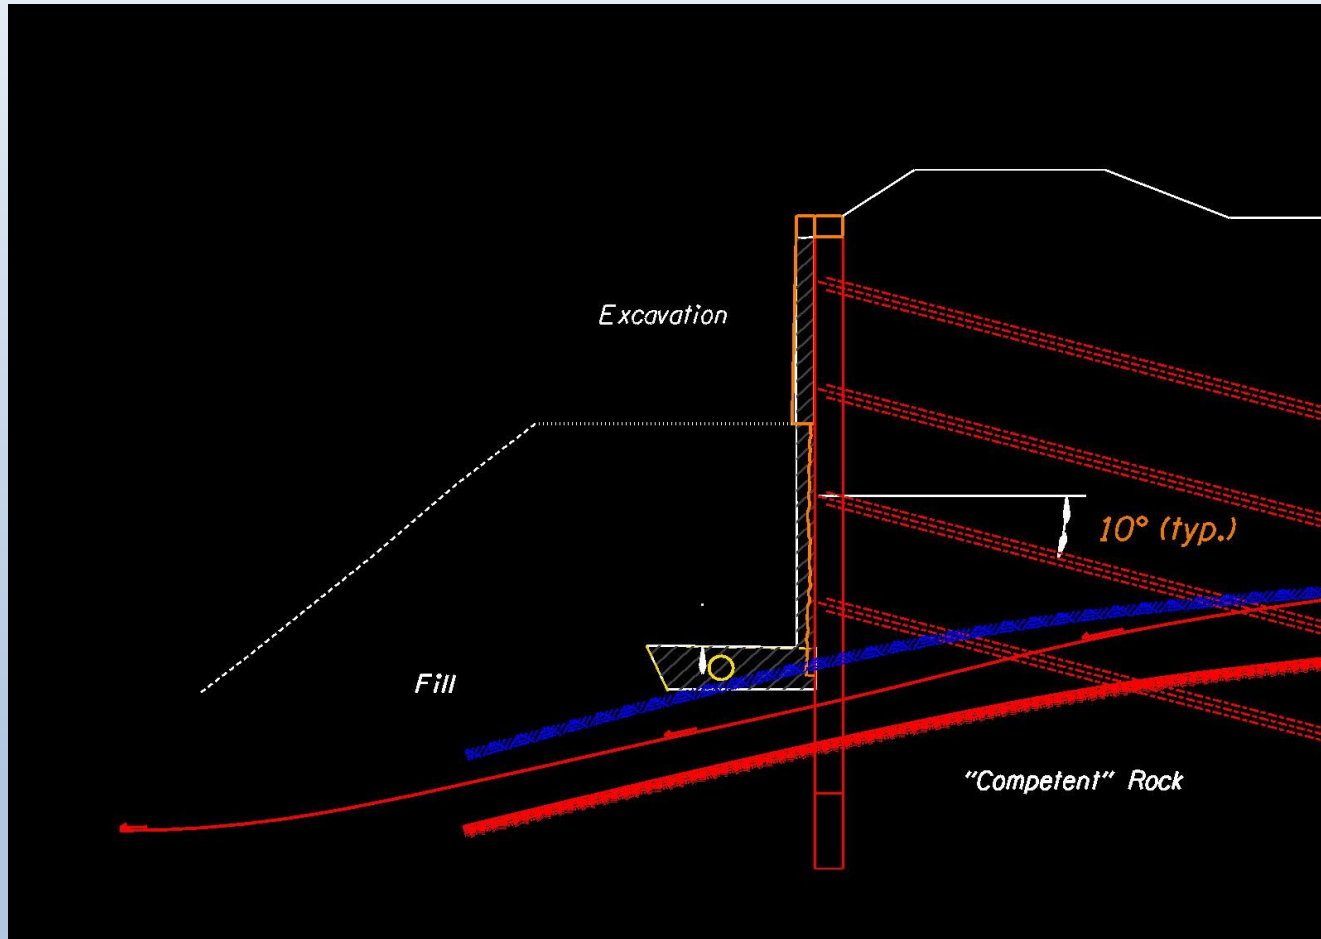 Excavation
10° (typ.)
Fill
"Competent" Rock